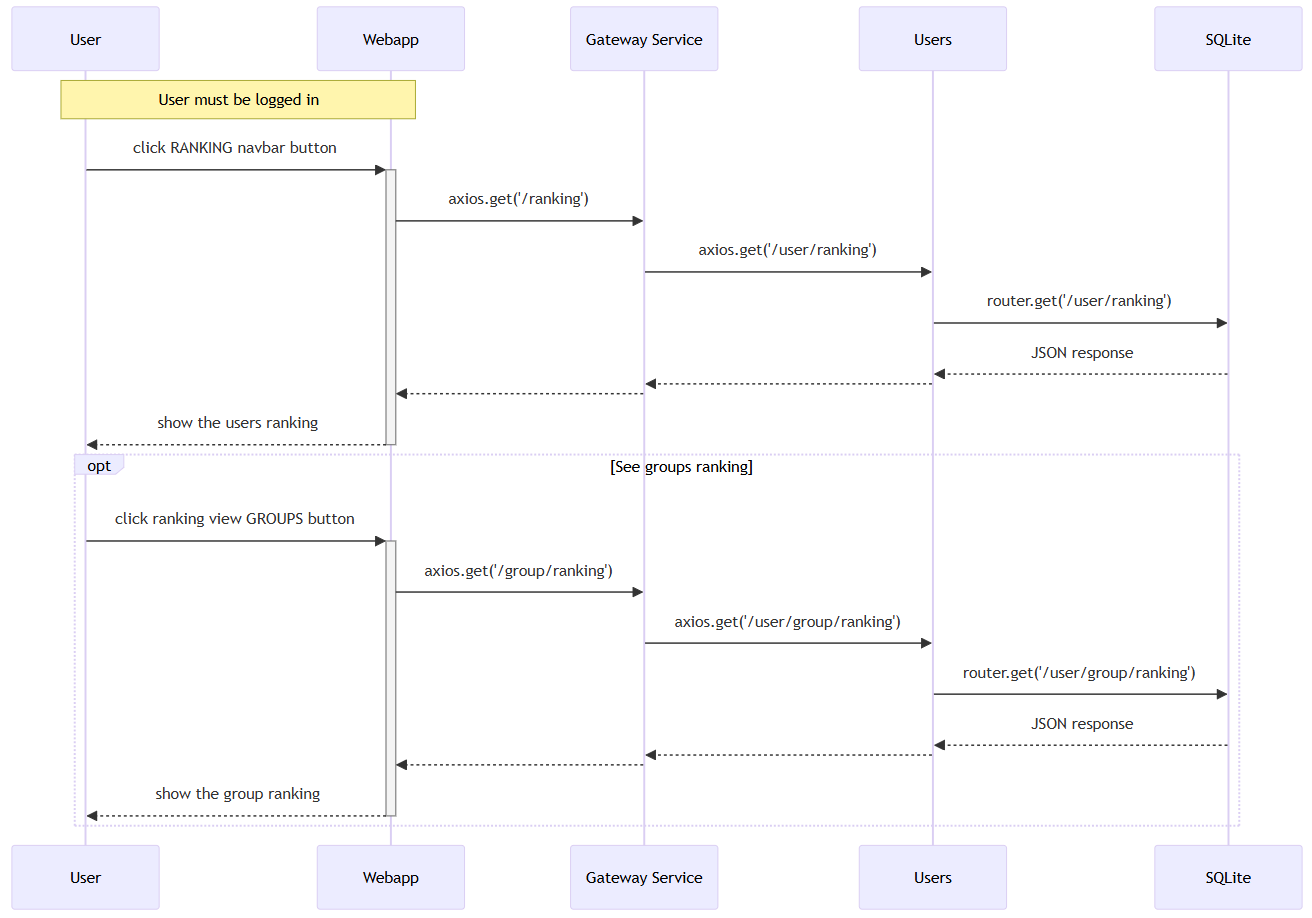 User
Webapp
Gateway Service
Users
SQLite
User must be logged in
click RANKING navbar button
axios.get('/ranking')
axios.get('/user/ranking')
router.get('/user/ranking')
JSON response
show the users ranking
opt
[See groups ranking]
click ranking view GROUPS button
axios.get('/group/ranking')
axios.get('/user/group/ranking')
router.get('/user/group/ranking')
JSON response
show the group ranking
User
Webapp
Gateway Service
Users
SQLite